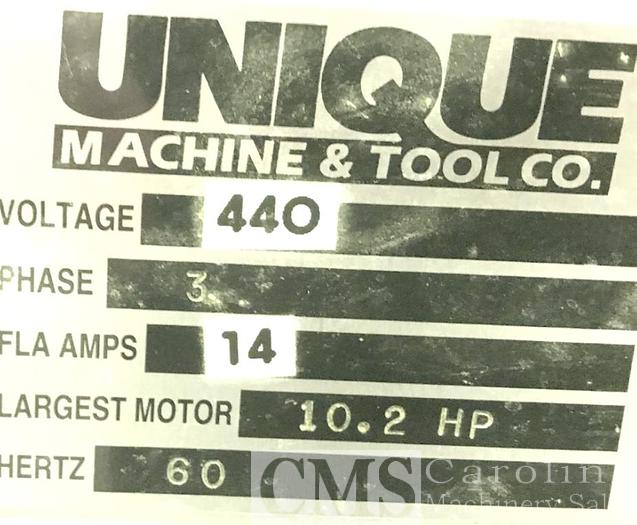 UNIQUE
MACHINE & TOOL CO.
VOLTAGE 440
PHASE 3
FLA AMPS 14
LARGEST MOTOR 10.2 HP
HERTZ 60
CMS Carolin
Machinery Sal